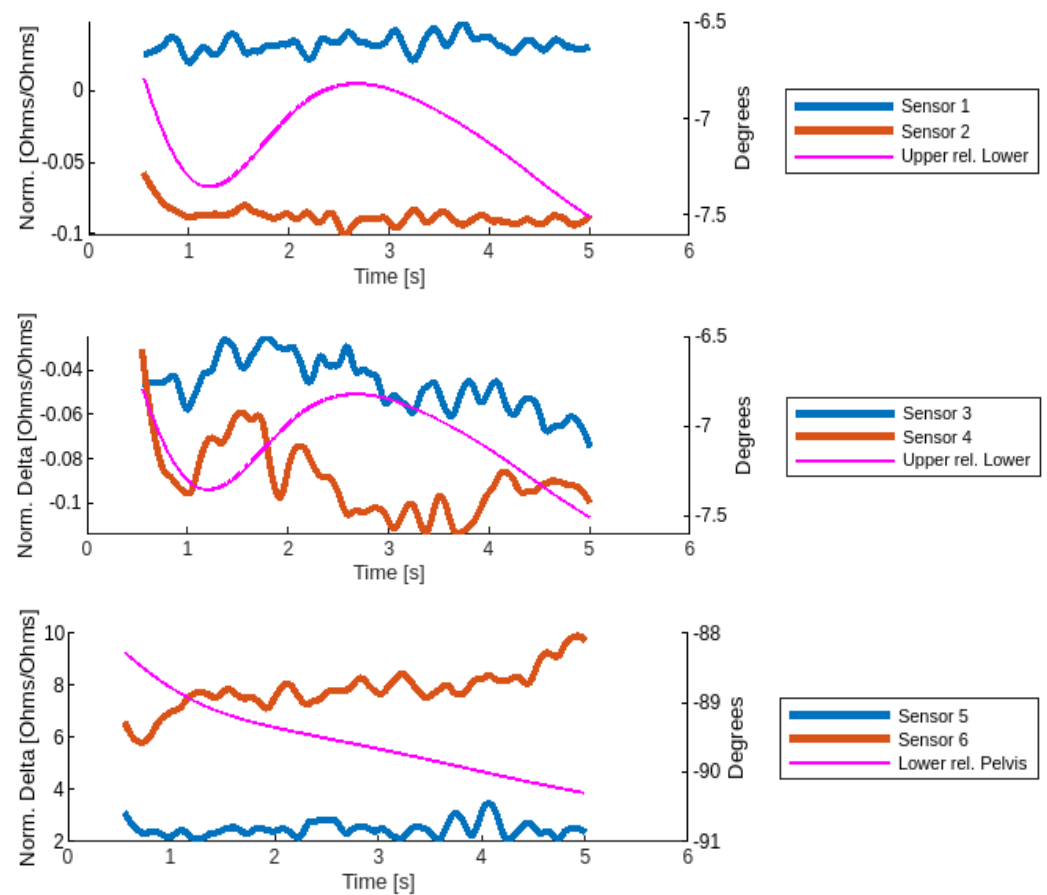 Norm. [Ohms/Ohms]
0
-0.05
-0.1
0 1 2 3 4 5 6
Time [s]
-6.5
-7
-7.5
Degrees
Sensor 1
Sensor 2
Upper rel. Lower
Norm. Delta [Ohms/Ohms]
-0.04
-0.06
-0.08
-0.1
0 1 2 3 4 5 6
Time [s]
-6.5
-7
-7.5
Degrees
Sensor 3
Sensor 4
Upper rel. Lower
Norm. Delta [Ohms/Ohms]
10
8
6
4
2
0 1 2 3 4 5 6
Time [s]
-88
-89
-90
-91
Degrees
Sensor 5
Sensor 6
Lower rel. Pelvis